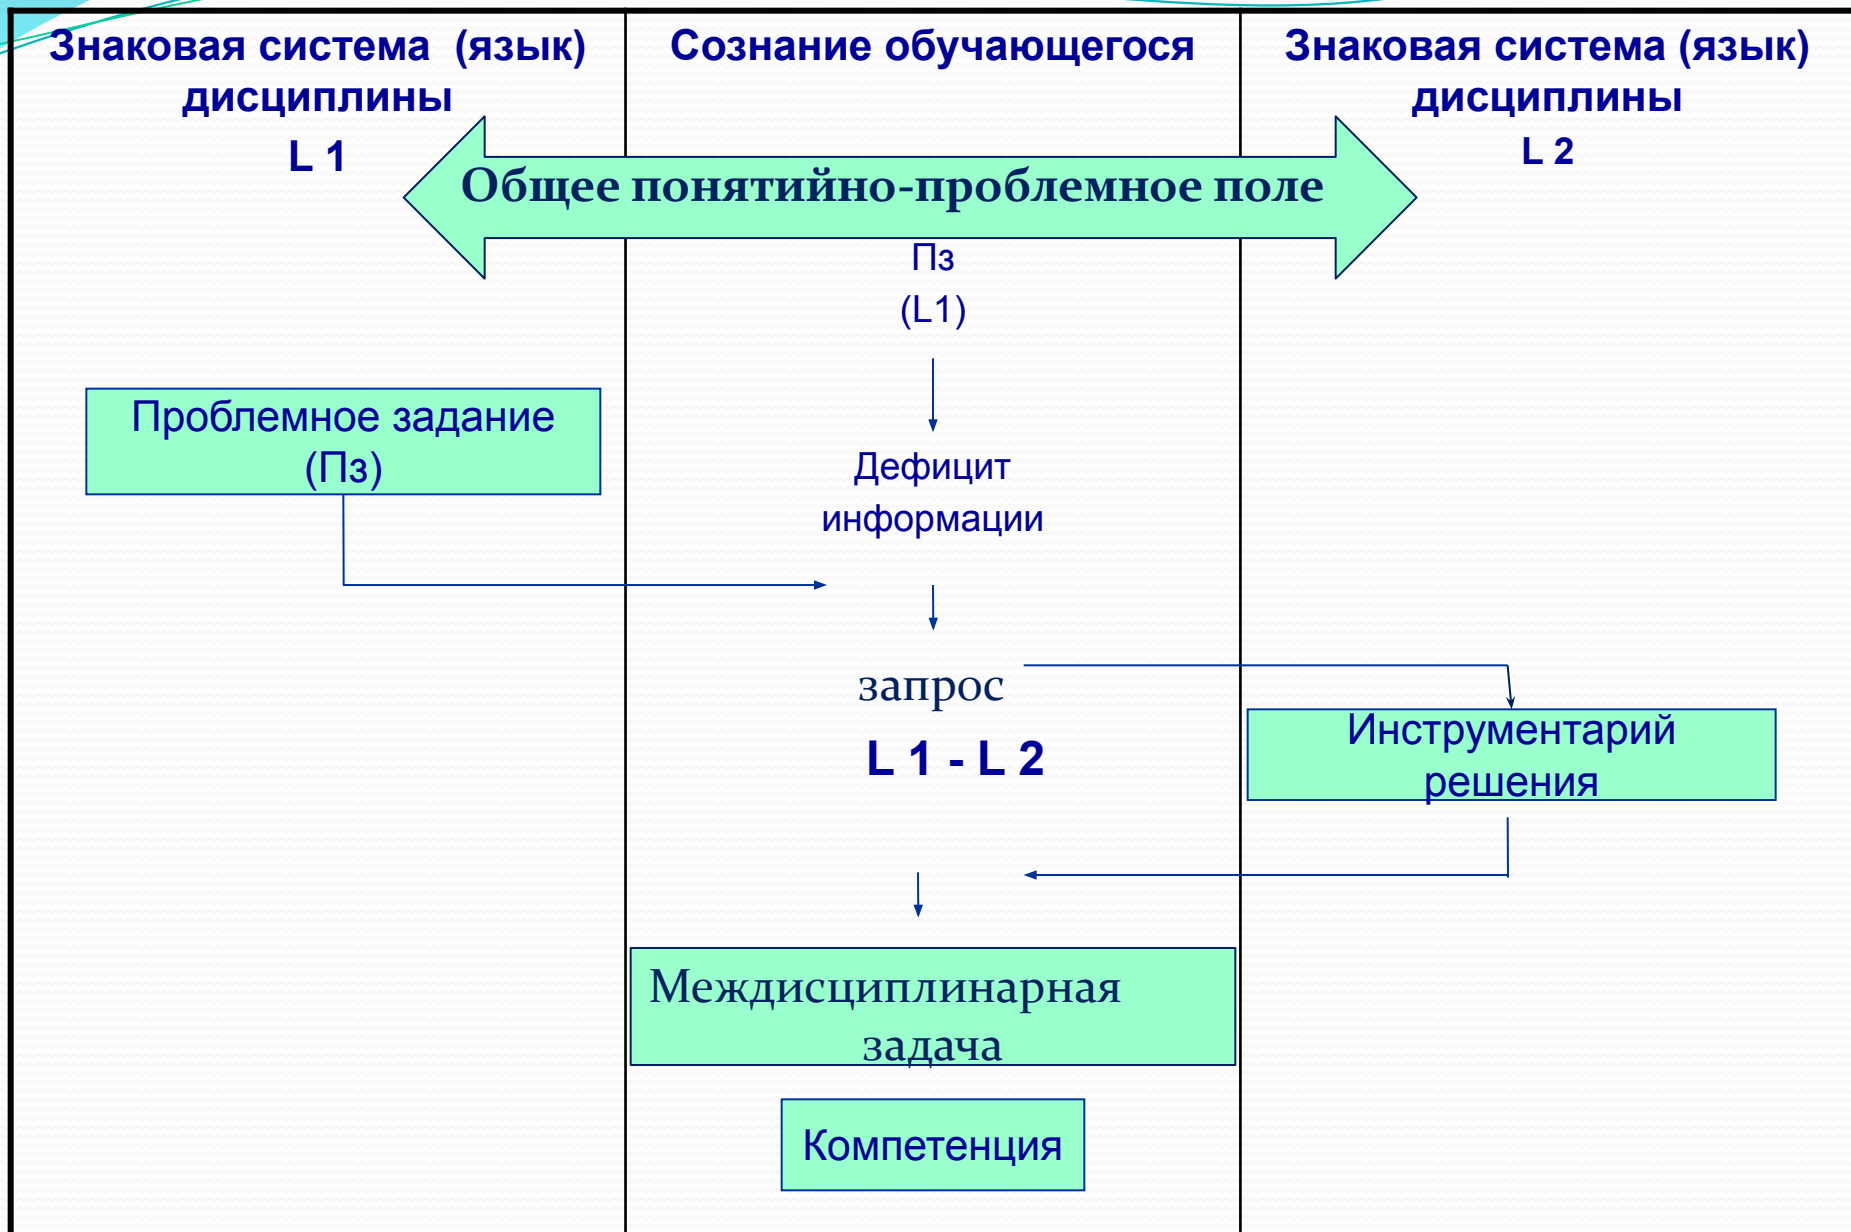 Знаковая система (язык)
дисциплины
L 1
Сознание обучающегося
Знаковая система (язык)
дисциплины
L 2
Общее понятийно-проблемное поле
Пз
(L1)
Проблемное задание
(Пз)
Дефицит
информации
запрос
L 1 - L 2
Инструментарий
решения
Междисциплинарная
задача
Компетенция